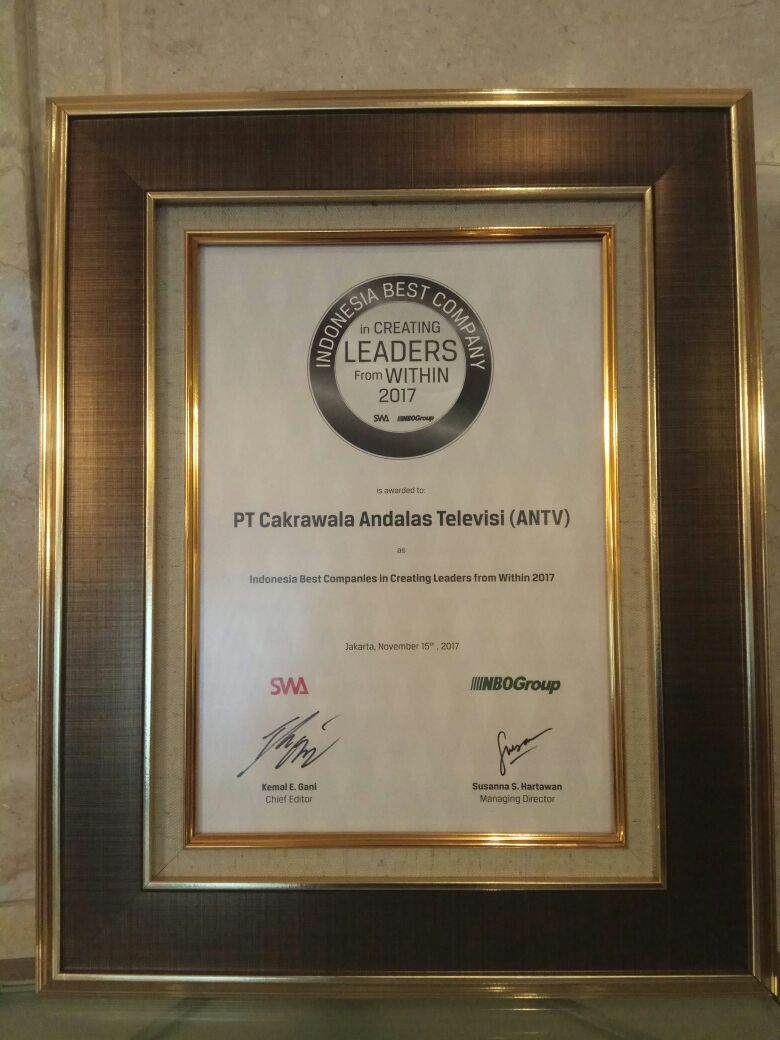 INDONESIA BEST COMPANY
in CREATING
LEADERS
From WITHIN
2017
SWA NBOGroup
is awarded to:
PT Cakrawala Andalas Televisi (ANTV)
as
Indonesia Best Companies in Creating Leaders from Within 2017
Jakarta, November 15th, 2017
SWA NBOGroup
Kemal E. Gani Susanna S. Hartawan
Chief Editor Managing Director